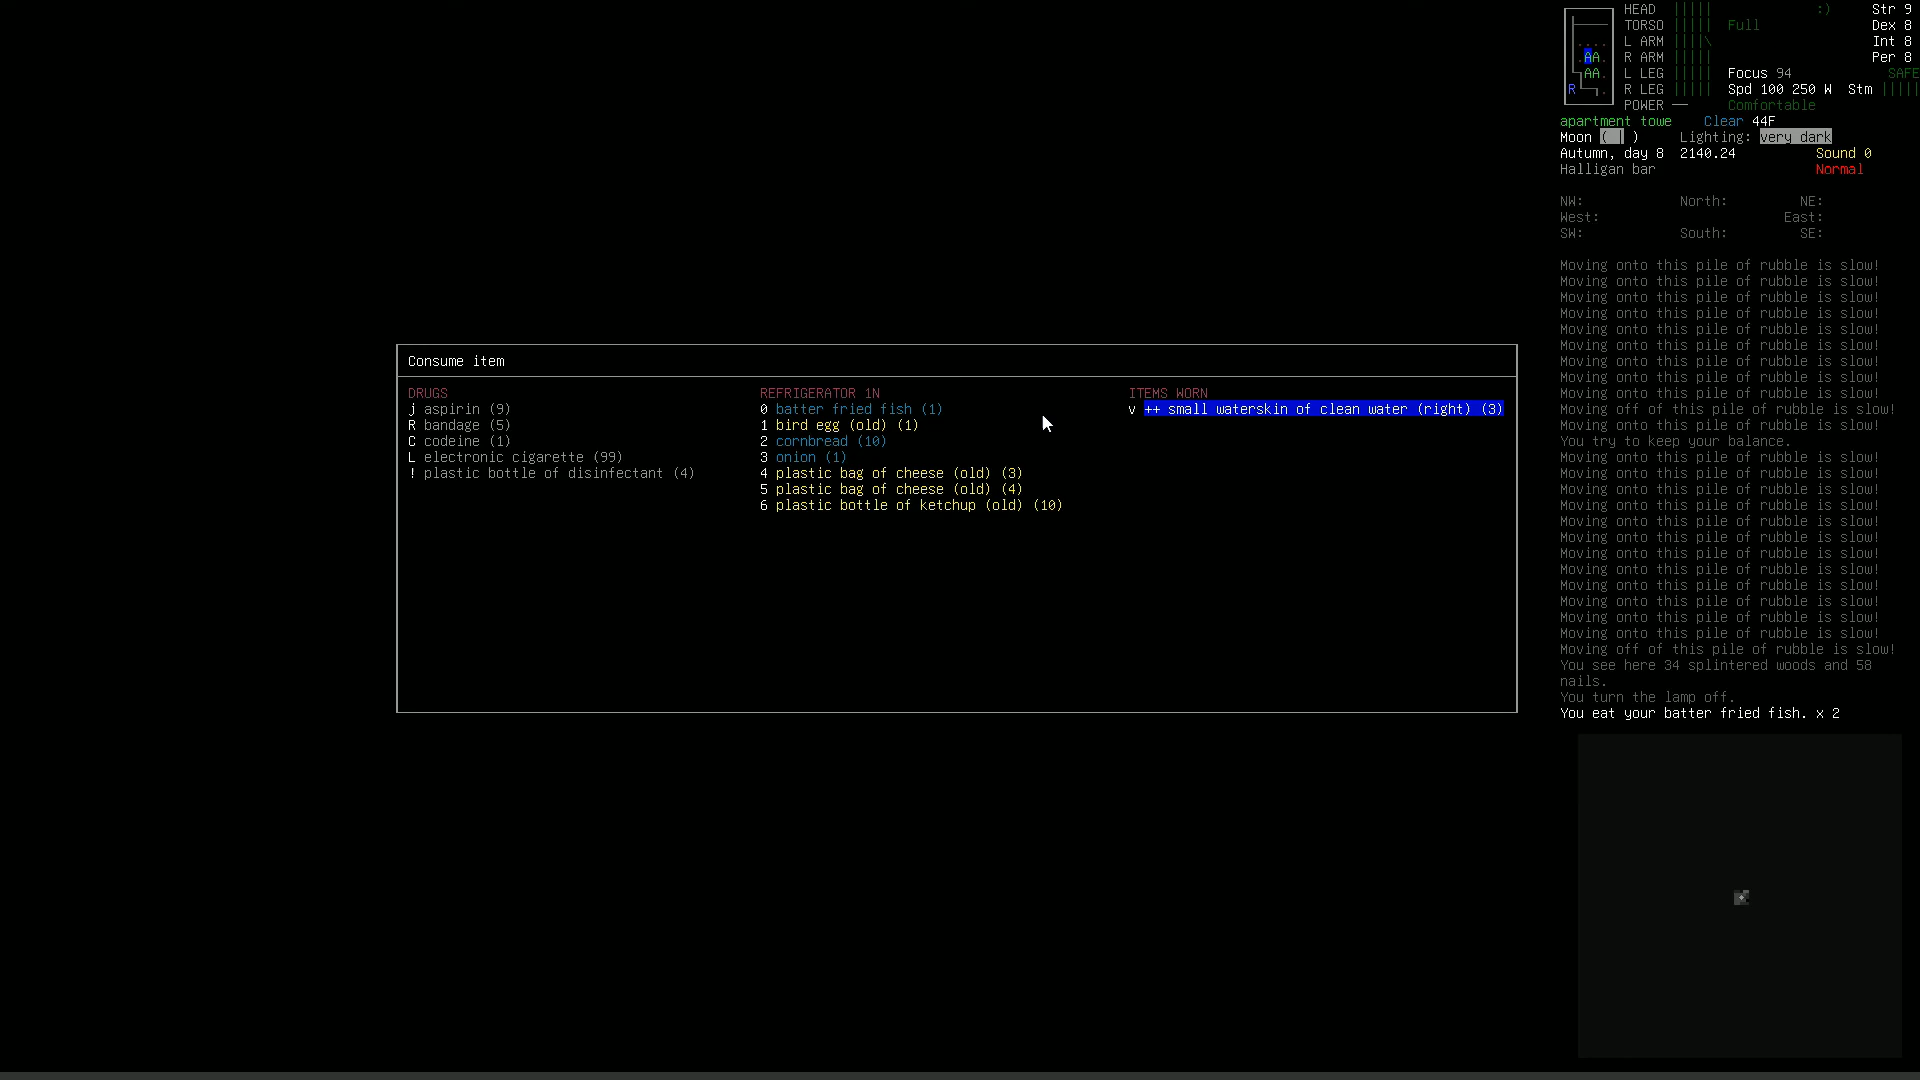 Consume item
DRUGS
j aspirin (9)
R bandage (5)
C codeine (1)
L electronic cigarette (99)
! plastic bottle of disinfectant (4)
REFRIGERATOR 1N
0 batter fried fish (1)
1 bird egg (old) (1)
2 cornbread (10)
3 onion (1)
4 plastic bag of cheese (old) (3)
5 plastic bag of cheese (old) (4)
6 plastic bottle of ketchup (old) (10)
ITEMS WORN
v ++ small waterskin of clean water (right) (3)
HEAD ||||| :) Str 9
TORSO ||||| Full Dex 8
L ARM ||||\ Int 8
R ARM ||||| Per 8
L LEG ||||| Focus 94 SAFE
R LEG ||||| Spd 100 250 W Stm |||||
POWER — Comfortable
AA.
AA.
R
apartment towe Clear 44F
Moon ( | ) Lighting: very dark
Autumn, day 8 2140.24 Sound 0
Halligan bar Normal
NW: North: NE:
West: East:
SW: South: SE:
Moving onto this pile of rubble is slow!
Moving onto this pile of rubble is slow!
Moving onto this pile of rubble is slow!
Moving onto this pile of rubble is slow!
Moving onto this pile of rubble is slow!
Moving onto this pile of rubble is slow!
Moving onto this pile of rubble is slow!
Moving onto this pile of rubble is slow!
Moving onto this pile of rubble is slow!
Moving off of this pile of rubble is slow!
Moving onto this pile of rubble is slow!
You try to keep your balance.
Moving onto this pile of rubble is slow!
Moving onto this pile of rubble is slow!
Moving onto this pile of rubble is slow!
Moving onto this pile of rubble is slow!
Moving onto this pile of rubble is slow!
Moving onto this pile of rubble is slow!
Moving onto this pile of rubble is slow!
Moving onto this pile of rubble is slow!
Moving onto this pile of rubble is slow!
Moving onto this pile of rubble is slow!
Moving onto this pile of rubble is slow!
Moving onto this pile of rubble is slow!
Moving off of this pile of rubble is slow!
You see here 34 splintered woods and 58
nails.
You turn the lamp off.
You eat your batter fried fish. x 2